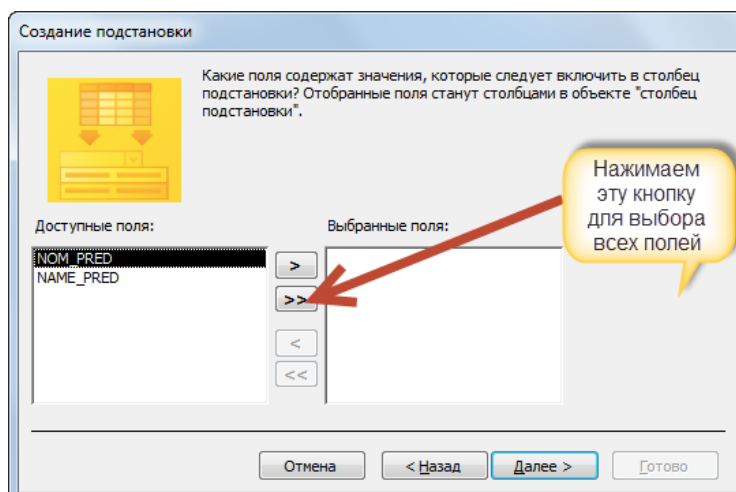 Создание подстановки
Какие поля содержат значения, которые следует включить в столбец
подстановки? Отобранные поля станут столбцами в объекте "столбец
подстановки".
Нажимаем
эту кнопку
для выбора
всех полей
Доступные поля:
Выбранные поля:
NOM_PRED
NAME_PRED
>
>>
<
<<
Отмена
< Назад
Далее >
Готово